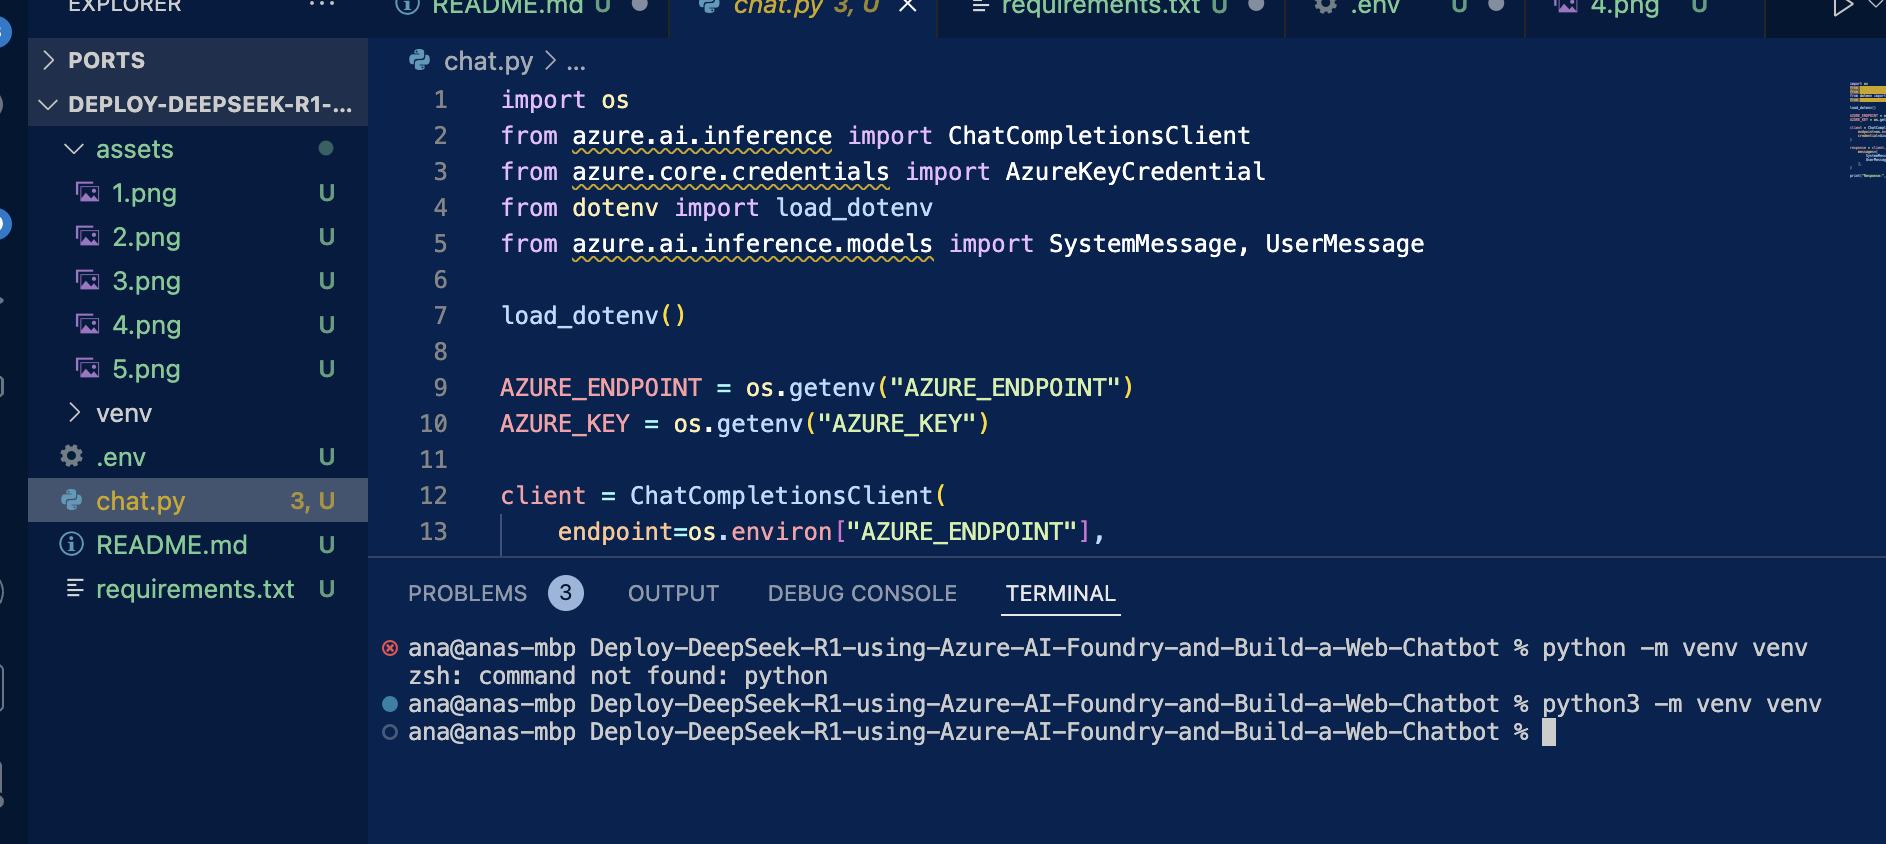 EXPLORER ...
PORTS
DEPLOY-DEEPSEEK-R1-...
assets
1.png U
2.png U
3.png U
4.png U
5.png U
venv
.env U
chat.py 3, U
README.md U
requirements.txt U
README.md U chat.py 3, U requirements.txt U .env U 4.png U
chat.py > ...
1 import os
2 from azure.ai.inference import ChatCompletionsClient
3 from azure.core.credentials import AzureKeyCredential
4 from dotenv import load_dotenv
5 from azure.ai.inference.models import SystemMessage, UserMessage
6
7 load_dotenv()
8
9 AZURE_ENDPOINT = os.getenv("AZURE_ENDPOINT")
10 AZURE_KEY = os.getenv("AZURE_KEY")
11
12 client = ChatCompletionsClient(
13 endpoint=os.environ["AZURE_ENDPOINT"],
PROBLEMS 3 OUTPUT DEBUG CONSOLE TERMINAL
ana@anas-mbp Deploy-DeepSeek-R1-using-Azure-AI-Foundry-and-Build-a-Web-Chatbot % python -m venv venv
zsh: command not found: python
ana@anas-mbp Deploy-DeepSeek-R1-using-Azure-AI-Foundry-and-Build-a-Web-Chatbot % python3 -m venv venv
ana@anas-mbp Deploy-DeepSeek-R1-using-Azure-AI-Foundry-and-Build-a-Web-Chatbot %